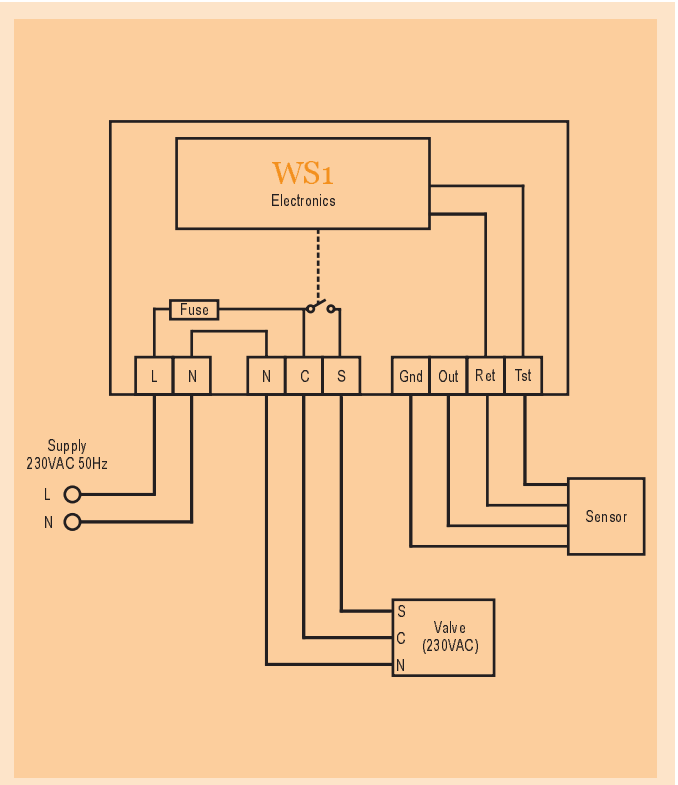 WS1
Electronics
Fuse
L N N C S Gnd Out Ret Tst
Supply
230VAC 50Hz
L
N
Sensor
S
Valve
(230VAC)
C
N